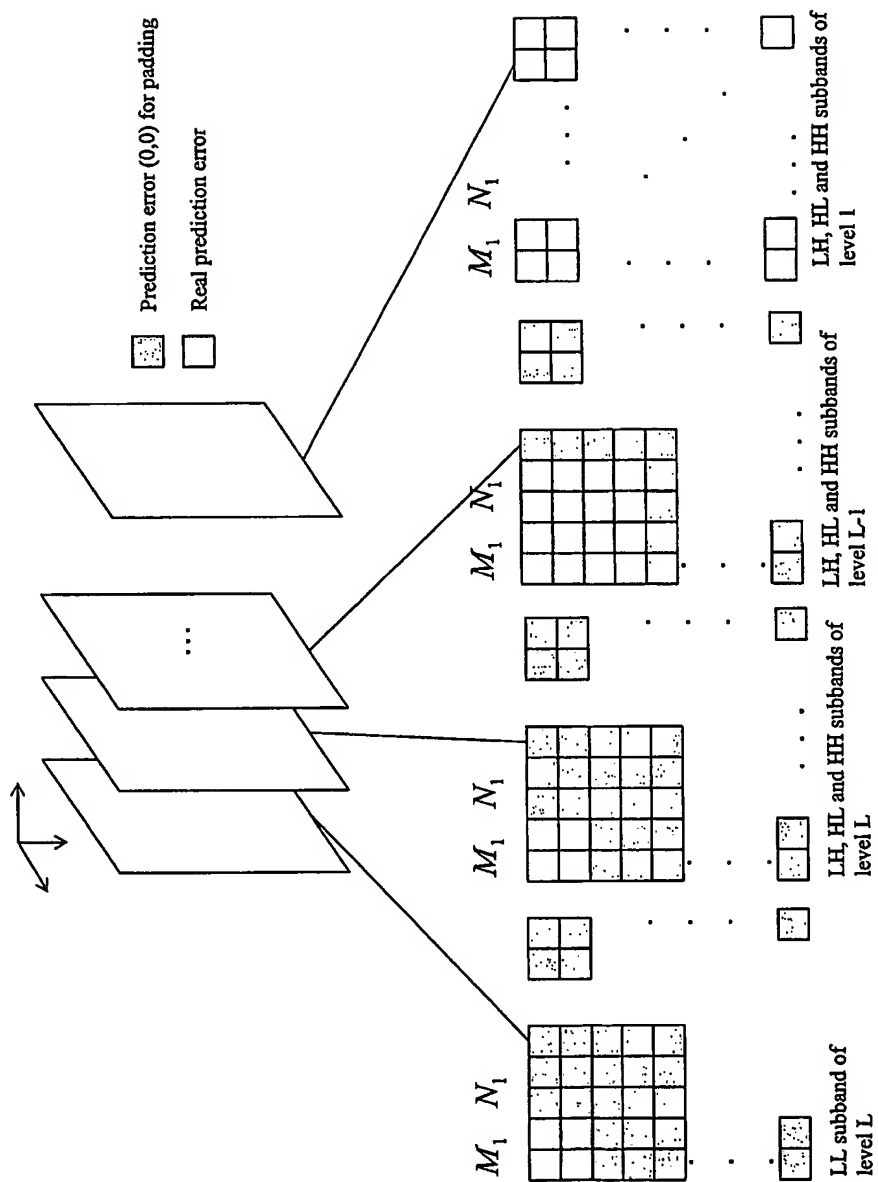 Prediction error (0,0) for padding
Real prediction error
M₁ N₁
M₁ N₁
M₁ N₁
M₁ N₁
LL subband of
level L
LH, HL and HH subbands of
level L
LH, HL and HH subbands of
level L-1
LH, HL and HH subbands of
level 1